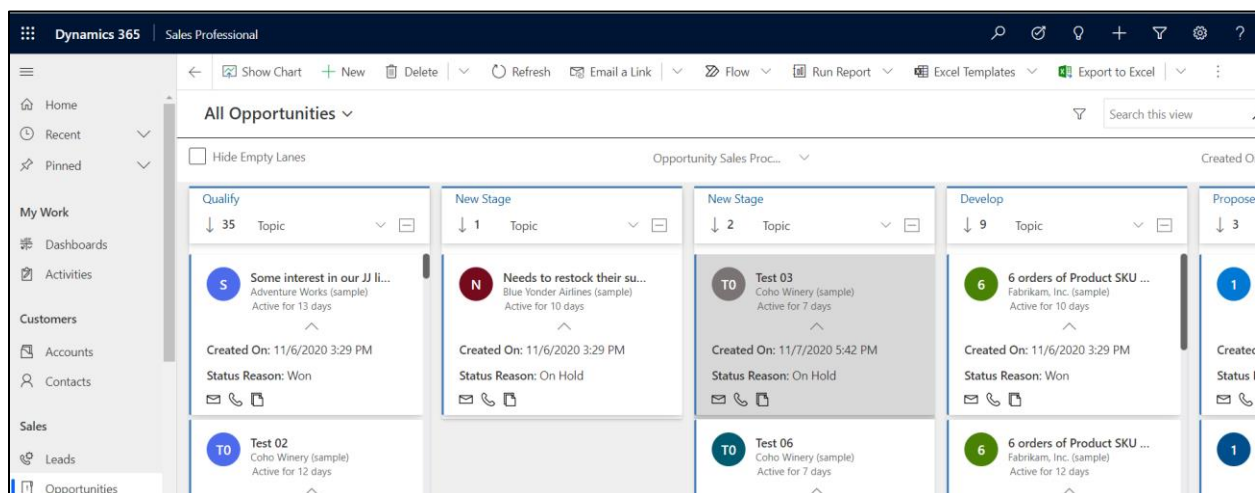 Dynamics 365 Sales Professional ?
Show Chart New Delete Refresh Email a Link Flow Run Report Excel Templates Export to Excel
Home
Recent
Pinned
My Work
Dashboards
Activities
Customers
Accounts
Contacts
Sales
Leads
Opportunities
All Opportunities
Search this view
Hide Empty Lanes
Opportunity Sales Proc...
Created O
Qualify
35 Topic
S
Some interest in our JJ li...
Adventure Works (sample)
Active for 13 days
Created On: 11/6/2020 3:29 PM
Status Reason: Won
T0
Test 02
Coho Winery (sample)
Active for 12 days
New Stage
1 Topic
N
Needs to restock their su...
Blue Yonder Airlines (sample)
Active for 10 days
Created On: 11/6/2020 3:29 PM
Status Reason: On Hold
New Stage
2 Topic
T0
Test 03
Coho Winery (sample)
Active for 7 days
Created On: 11/7/2020 5:42 PM
Status Reason: On Hold
T0
Test 06
Coho Winery (sample)
Active for 7 days
Develop
9 Topic
6
6 orders of Product SKU ...
Fabrikam, Inc. (sample)
Active for 10 days
Created On: 11/6/2020 3:29 PM
Status Reason: Won
6
6 orders of Product SKU ...
Fabrikam, Inc. (sample)
Active for 12 days
Propose
3
1
Created
Status
1